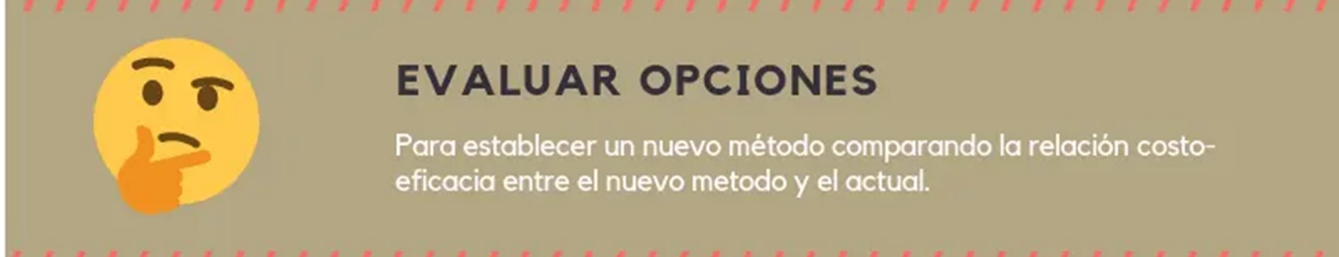 EVALUAR OPCIONES
Para establecer un nuevo método comparando la relación costo-
eficacia entre el nuevo metodo y el actual.